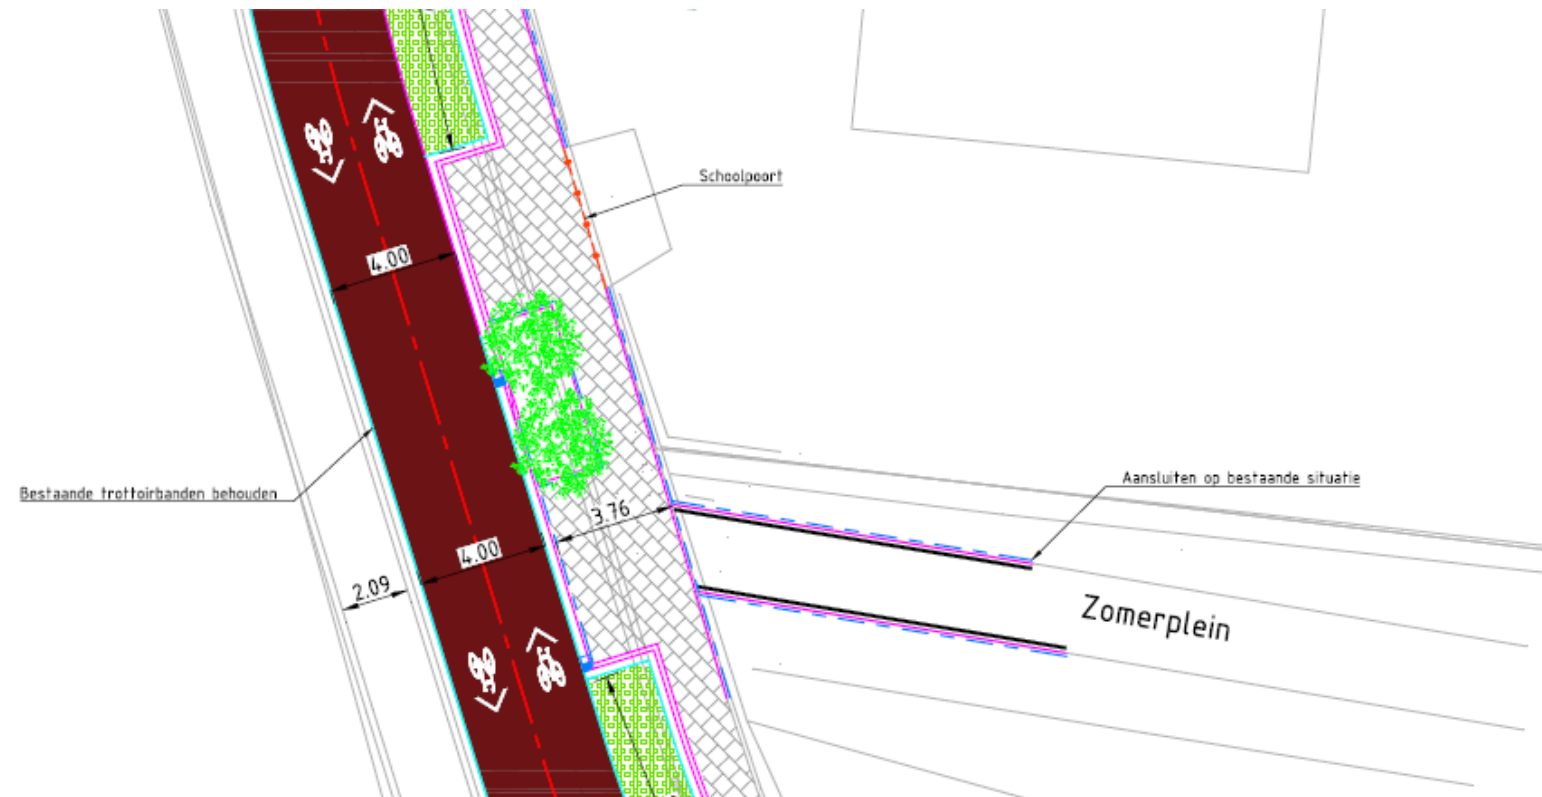 Schoolpoort
4.00
Aansluiten op bestaande situatie
Bestaande trottoirbanden behouden
3.76
4.00
2.09
Zomerplein